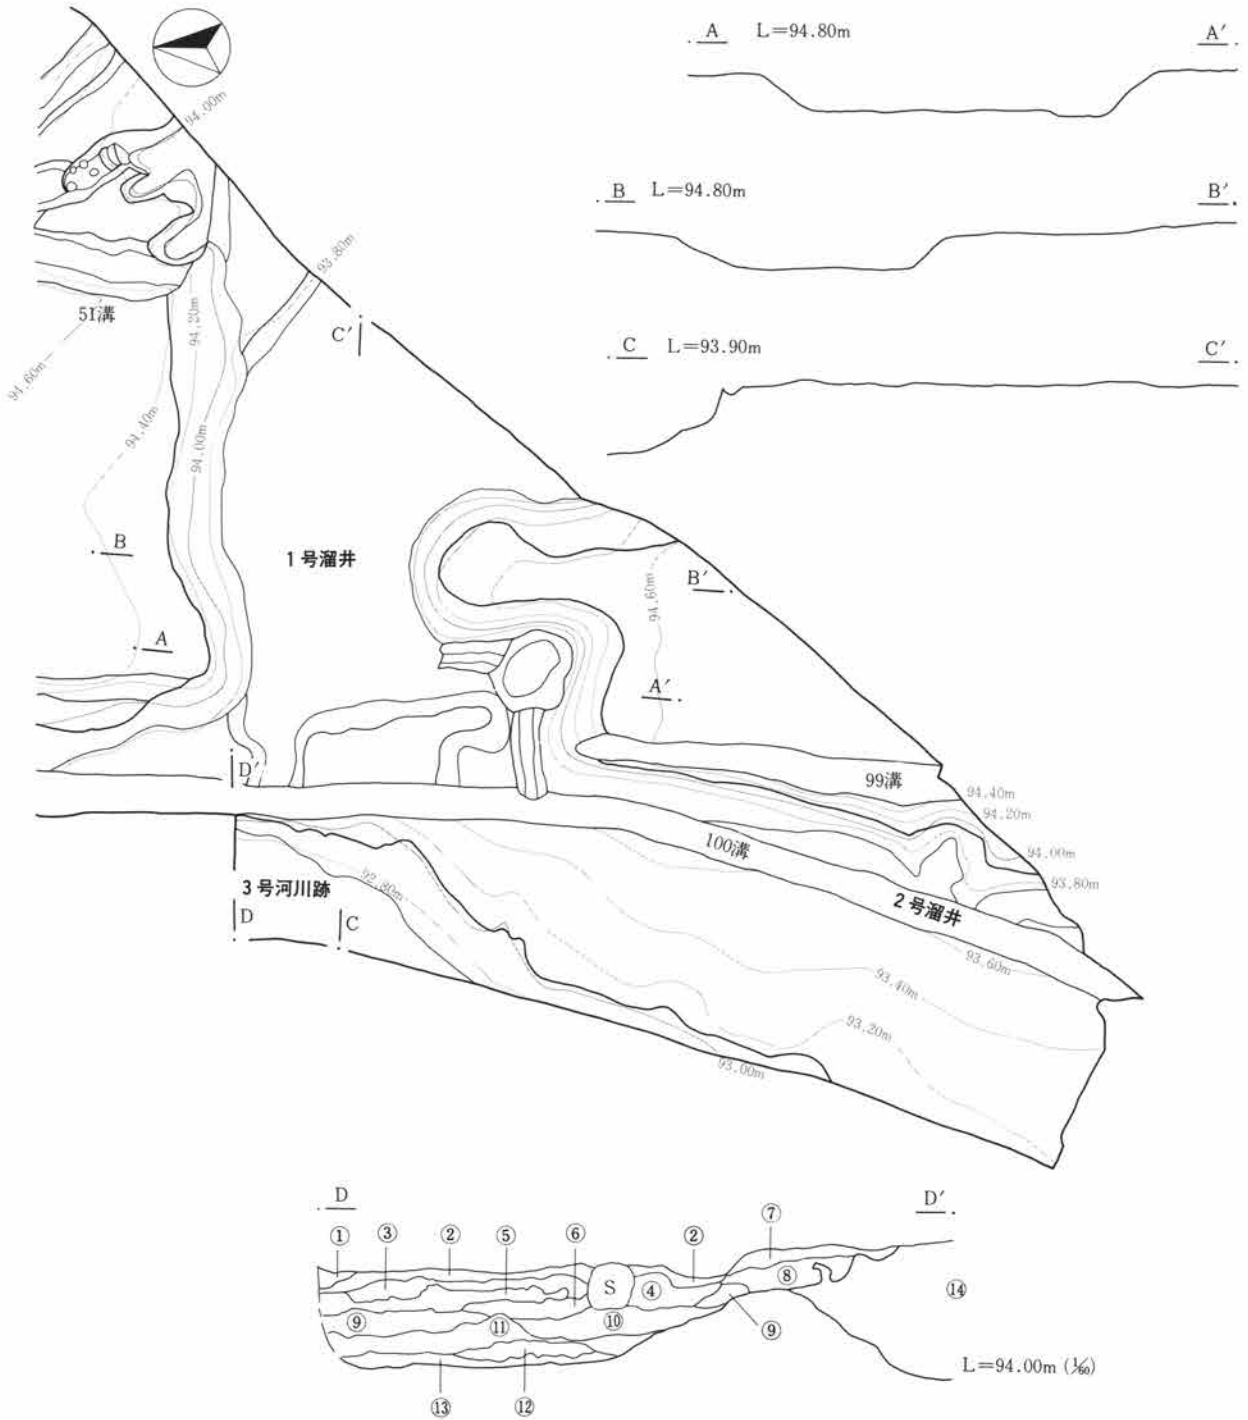 A L=94.80m A′
94.00m
B L=94.80m B′
93.80m
51溝
94.20m
C′
C L=93.90m C′
94.60m
94.40m
94.00m
B
1号溜井
B′
94.60m
A
A′
D′
99溝
94.40m
94.20m
100溝
94.00m
93.80m
3号河川跡
92.80m
2号溜井
D
C
93.60m
93.40m
93.20m
93.00m
D D′
① ③ ② ⑤ ⑥ ② ⑦
S ④ ⑧ ⑭
⑨ ⑪ ⑩ ⑨
L=94.00m (1/60)
⑬ ⑫